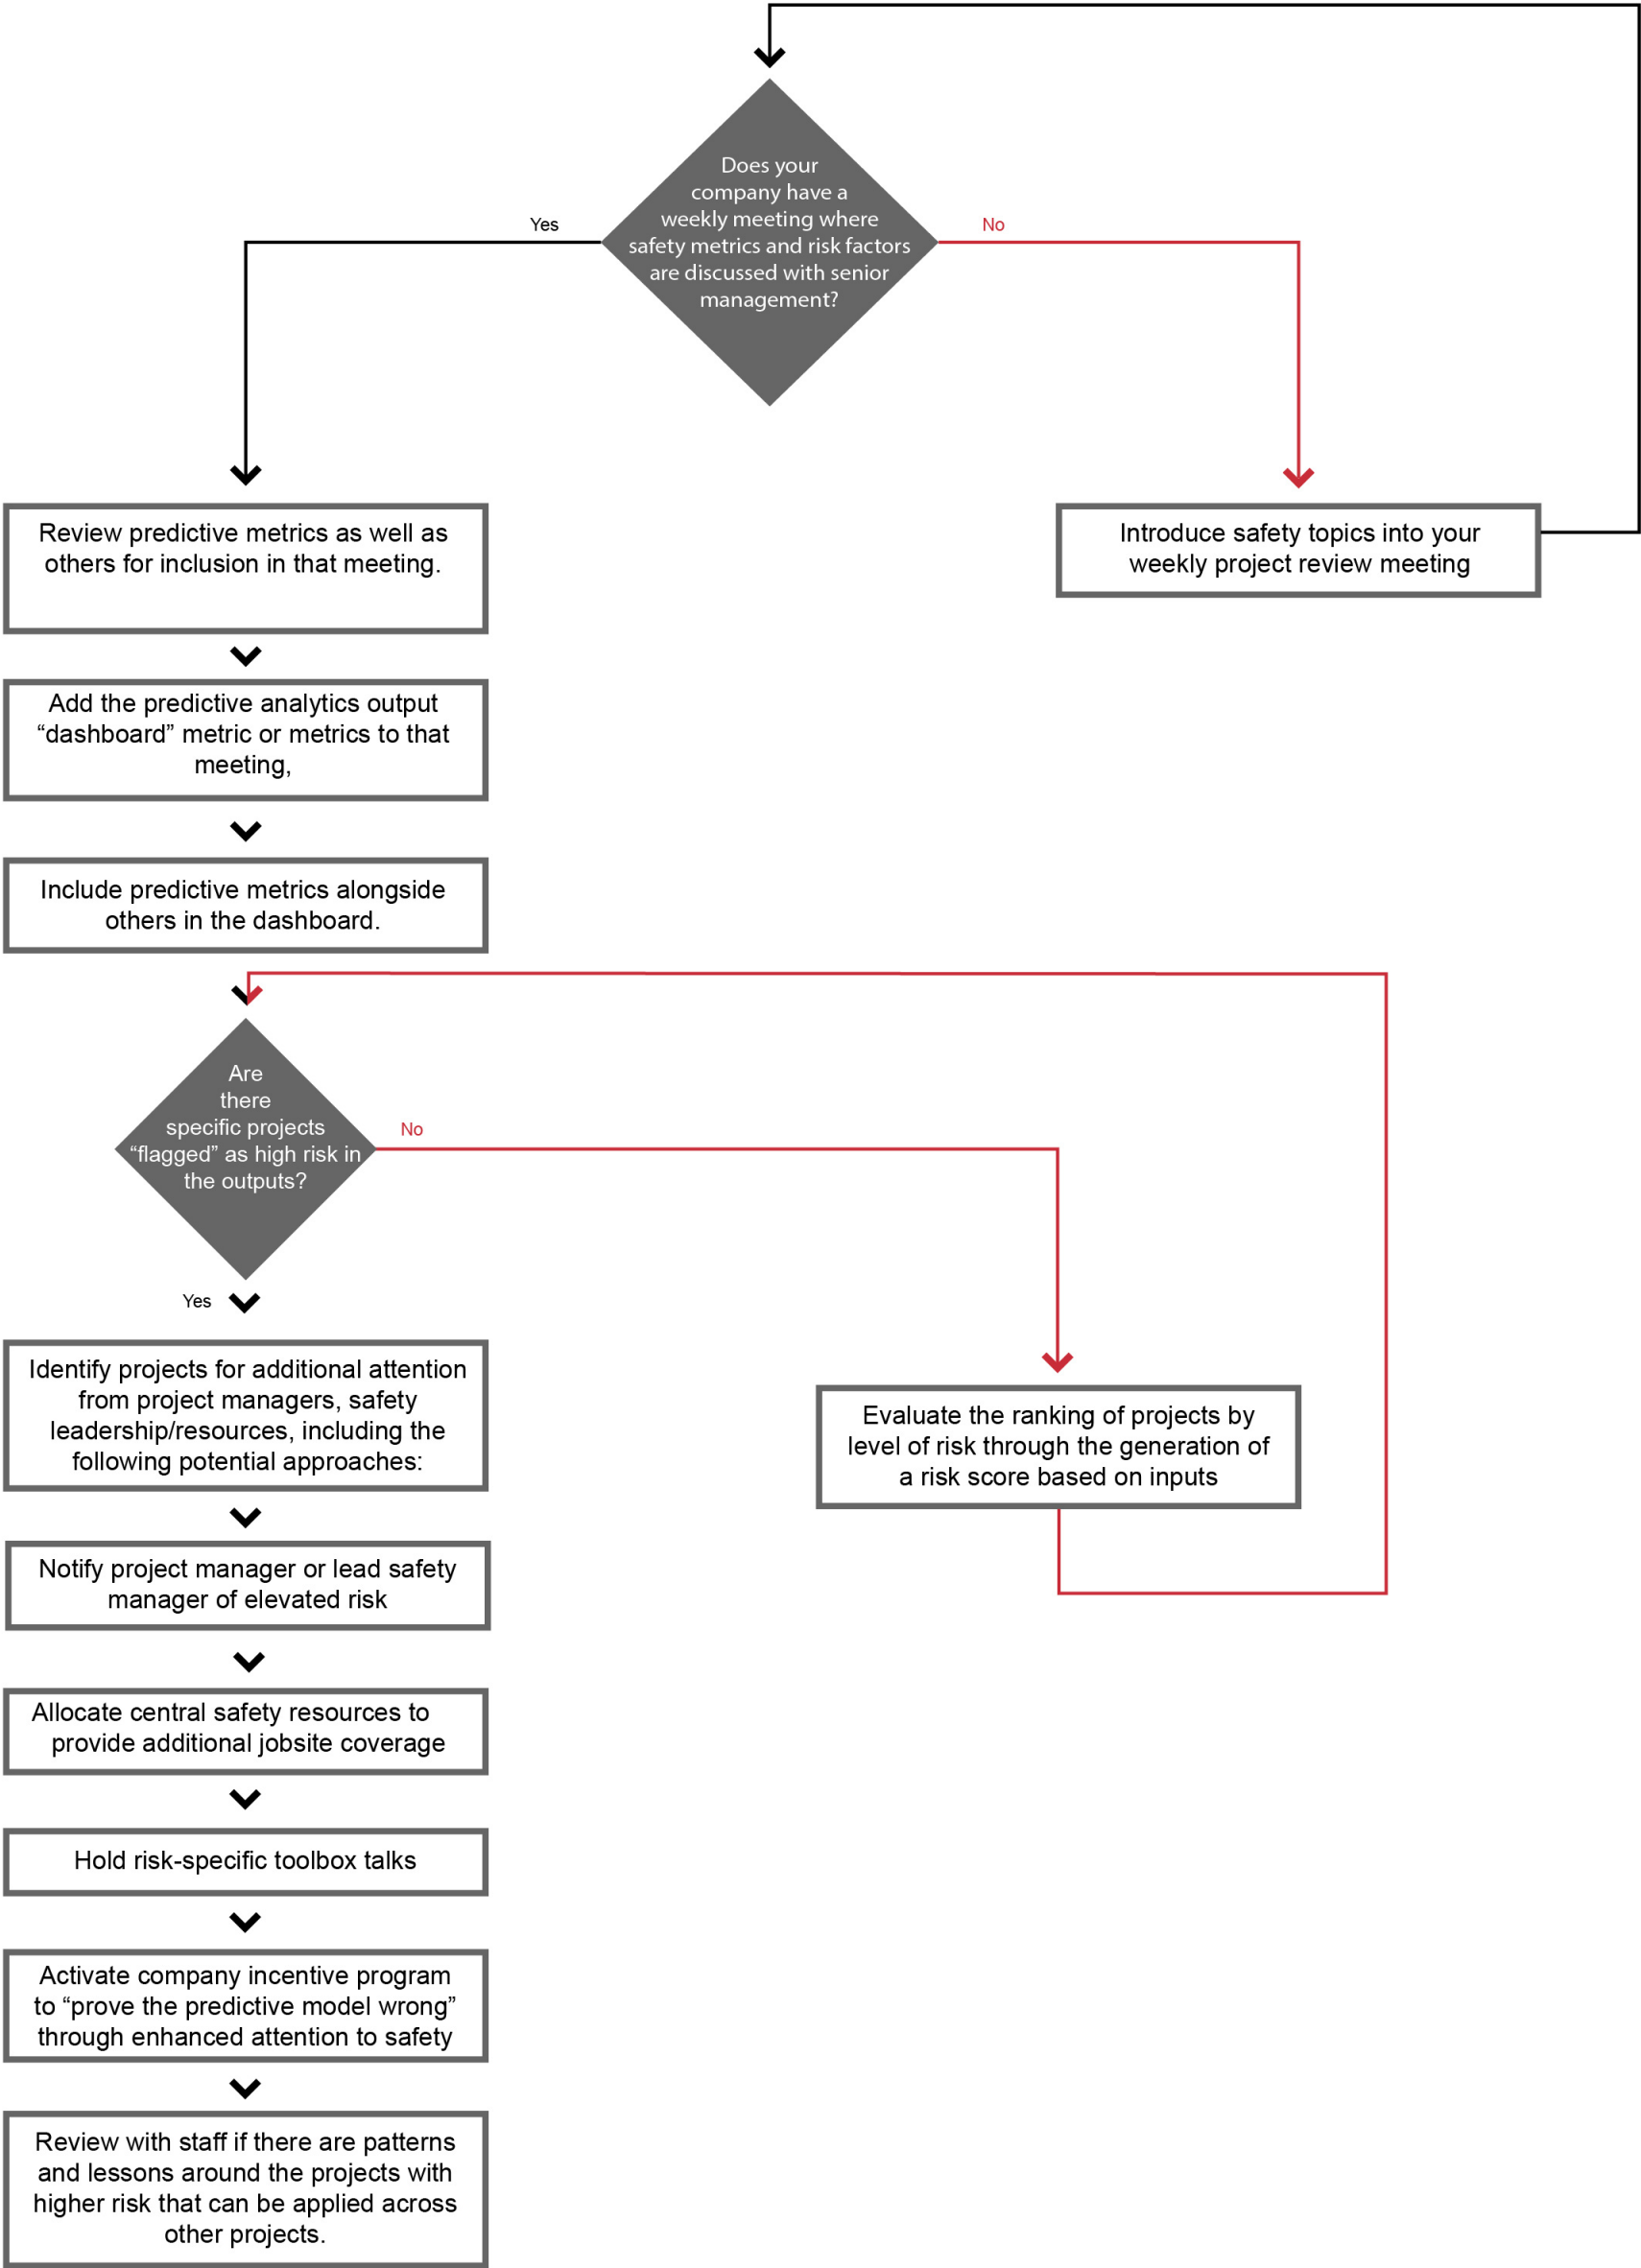 Does your
company have a
weekly meeting where
safety metrics and risk factors
are discussed with senior
management?
Yes
No
Review predictive metrics as well as
others for inclusion in that meeting.
Introduce safety topics into your
weekly project review meeting
Add the predictive analytics output
“dashboard” metric or metrics to that
meeting,
Include predictive metrics alongside
others in the dashboard.
Are
there
specific projects
“flagged” as high risk in
the outputs?
No
Yes
Identify projects for additional attention
from project managers, safety
leadership/resources, including the
following potential approaches:
Evaluate the ranking of projects by
level of risk through the generation of
a risk score based on inputs
Notify project manager or lead safety
manager of elevated risk
Allocate central safety resources to
provide additional jobsite coverage
Hold risk-specific toolbox talks
Activate company incentive program
to “prove the predictive model wrong”
through enhanced attention to safety
Review with staff if there are patterns
and lessons around the projects with
higher risk that can be applied across
other projects.